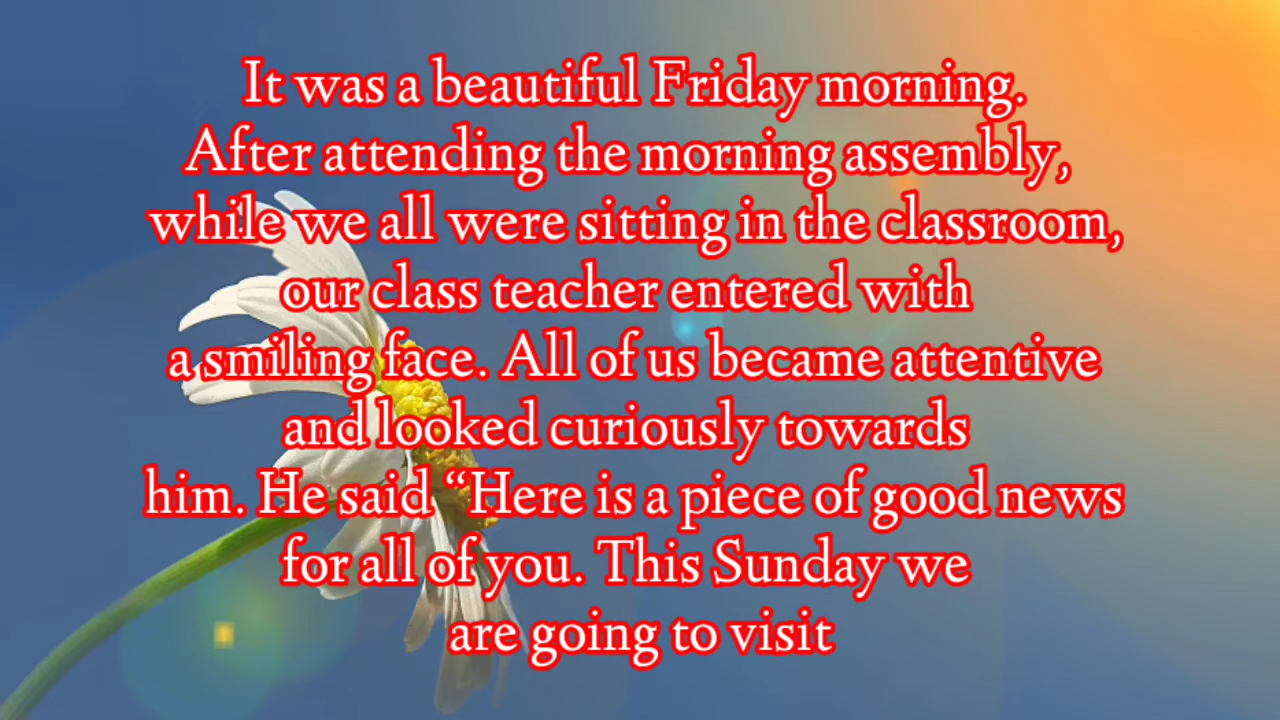 It was a beautiful Friday morning.
After attending the morning assembly,
while we all were sitting in the classroom,
our class teacher entered with
a smiling face. All of us became attentive
and looked curiously towards
him. He said “Here is a piece of good news
for all of you. This Sunday we
are going to visit